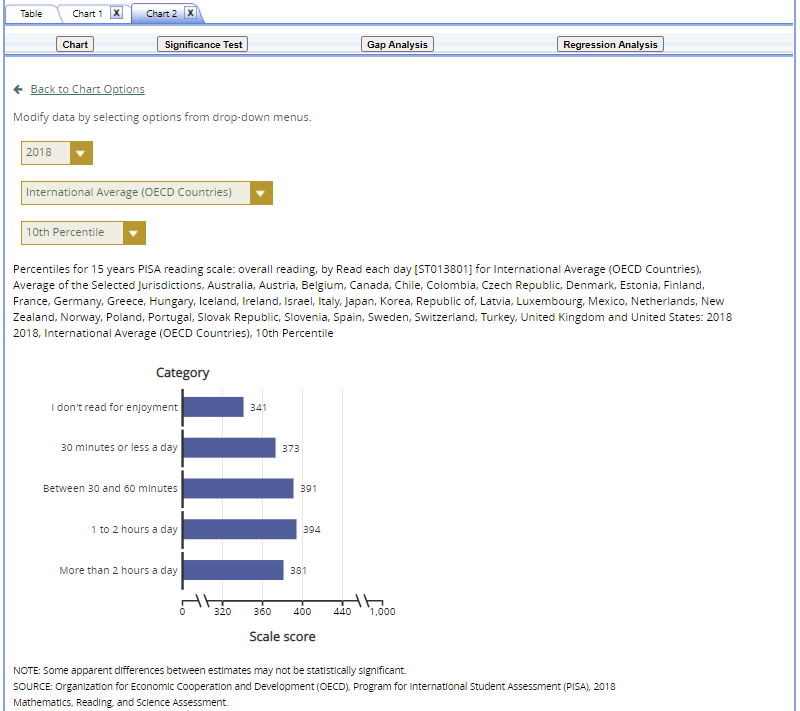 Table Chart 1 X Chart 2 X
Chart Significance Test Gap Analysis Regression Analysis
Back to Chart Options
Modify data by selecting options from drop-down menus.
2018
International Average (OECD Countries)
10th Percentile
Percentiles for 15 years PISA reading scale: overall reading, by Read each day [ST013801] for International Average (OECD Countries),
Average of the Selected Jurisdictions, Australia, Austria, Belgium, Canada, Chile, Colombia, Czech Republic, Denmark, Estonia, Finland,
France, Germany, Greece, Hungary, Iceland, Ireland, Israel, Italy, Japan, Korea, Republic of, Latvia, Luxembourg, Mexico, Netherlands, New
Zealand, Norway, Poland, Portugal, Slovak Republic, Slovenia, Spain, Sweden, Switzerland, Turkey, United Kingdom and United States: 2018
2018, International Average (OECD Countries), 10th Percentile
Category
I don't read for enjoyment 341
30 minutes or less a day 373
Between 30 and 60 minutes 391
1 to 2 hours a day 394
More than 2 hours a day 381
0 320 360 400 440 1,000
Scale score
NOTE: Some apparent differences between estimates may not be statistically significant.
SOURCE: Organization for Economic Cooperation and Development (OECD), Program for International Student Assessment (PISA), 2018
Mathematics, Reading, and Science Assessment.